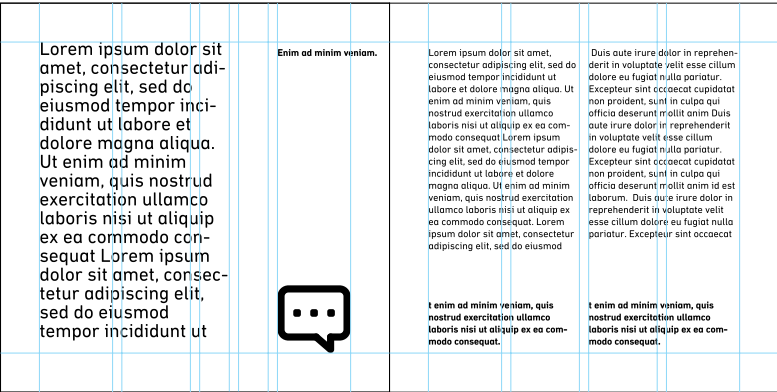 Lorem ipsum dolor sit
amet, consectetur adi-
piscing elit, sed do
eiusmod tempor inci-
didunt ut labore et
dolore magna aliqua.
Ut enim ad minim
veniam, quis nostrud
exercitation ullamco
laboris nisi ut aliquip
ex ea commodo con-
sequat Lorem ipsum
dolor sit amet, consec-
tetur adipiscing elit,
sed do eiusmod
tempor incididunt ut
Enim ad minim veniam.
Lorem ipsum dolor sit amet,
consectetur adipiscing elit, sed do
eiusmod tempor incididunt ut
labore et dolore magna aliqua. Ut
enim ad minim veniam, quis
nostrud exercitation ullamco
laboris nisi ut aliquip ex ea com-
modo consequat Lorem ipsum
dolor sit amet, consectetur adipis-
cing elit, sed do eiusmod tempor
incididunt ut labore et dolore
magna aliqua. Ut enim ad minim
veniam, quis nostrud exercitation
ullamco laboris nisi ut aliquip ex
ea commodo consequat. Lorem
ipsum dolor sit amet, consectetur
adipiscing elit, sed do eiusmod
t enim ad minim veniam, quis
nostrud exercitation ullamco
laboris nisi ut aliquip ex ea com-
modo consequat.
Duis aute irure dolor in reprehen-
derit in voluptate velit esse cillum
dolore eu fugiat nulla pariatur.
Excepteur sint occaecat cupidatat
non proident, sunt in culpa qui
officia deserunt mollit anim Duis
aute irure dolor in reprehenderit
in voluptate velit esse cillum
dolore eu fugiat nulla pariatur.
Excepteur sint occaecat cupidatat
non proident, sunt in culpa qui
officia deserunt mollit anim id est
laborum. Duis aute irure dolor in
reprehenderit in voluptate velit
esse cillum dolore eu fugiat nulla
pariatur. Excepteur sint occaecat
t enim ad minim veniam, quis
nostrud exercitation ullamco
laboris nisi ut aliquip ex ea com-
modo consequat.